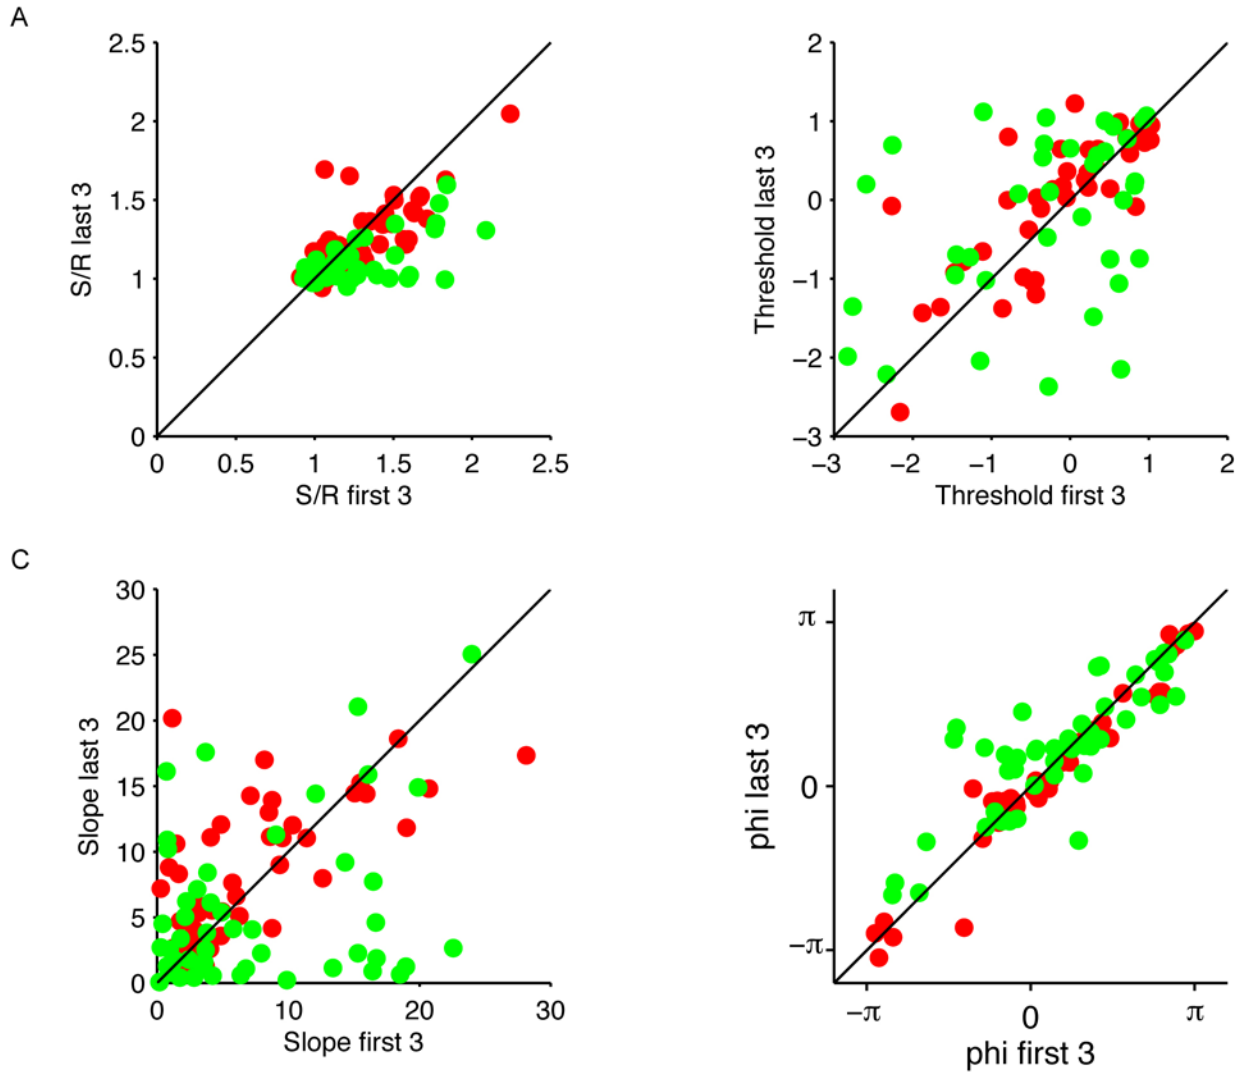 A
2.5
2
1.5
1
0.5
0
S/R last 3
0
0.5
1
1.5
2
2.5
S/R first 3
2
1
0
−1
−2
−3
Threshold last 3
−3
−2
−1
0
1
2
Threshold first 3
C
30
25
20
15
10
5
0
Slope last 3
0
10
20
30
Slope first 3
π
0
−π
phi last 3
−π
0
π
phi first 3